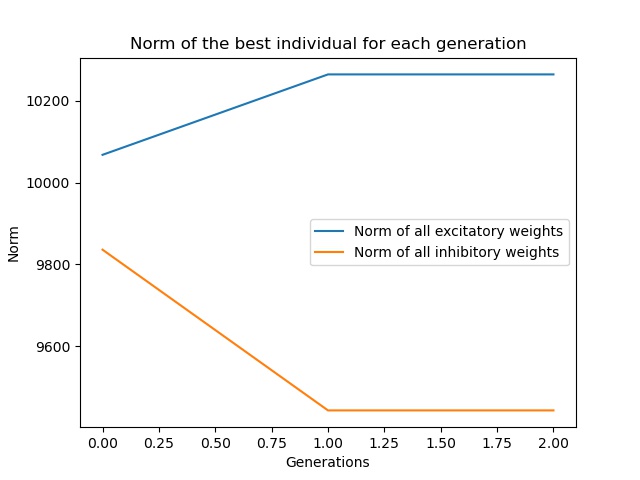 Norm of the best individual for each generation
10200
10000
9800
9600
Norm
Norm of all excitatory weights
Norm of all inhibitory weights
0.00 0.25 0.50 0.75 1.00 1.25 1.50 1.75 2.00
Generations